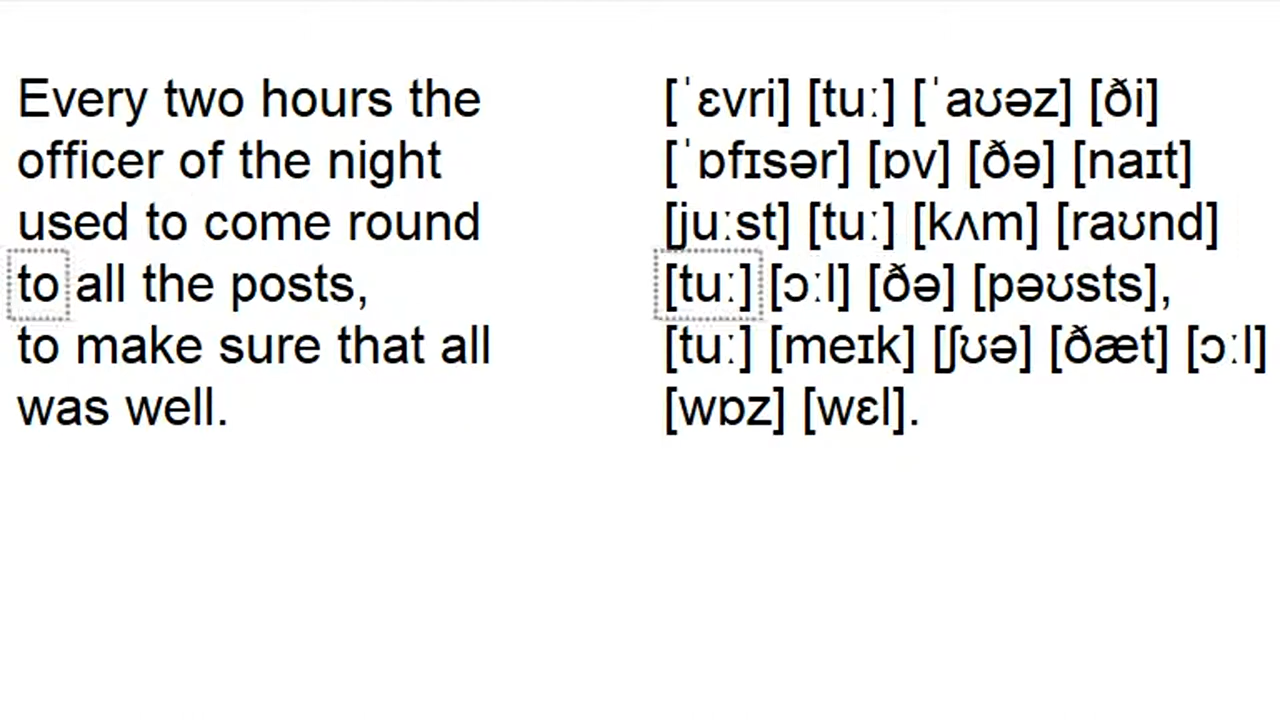 Every two hours the
officer of the night
used to come round
to all the posts,
to make sure that all
was well.
[ˈɛvri] [tuː] [ˈaʊəz] [ði]
[ˈɒfɪsər] [ɒv] [ðə] [naɪt]
[juːst] [tuː] [kʌm] [raʊnd]
[tuː] [ɔːl] [ðə] [pəʊsts],
[tuː] [meɪk] [ʃʊə] [ðæt] [ɔːl]
[wɒz] [wɛl].